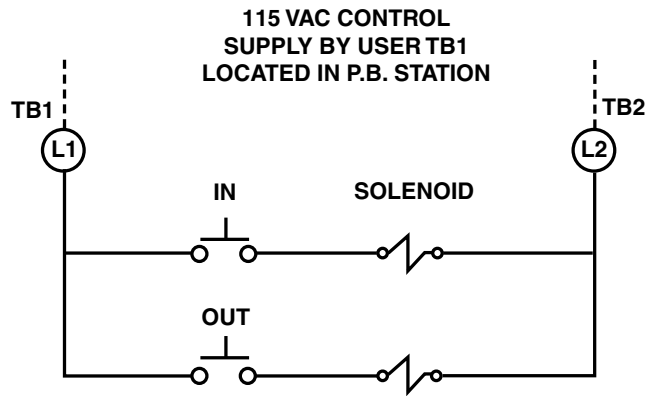 115 VAC CONTROL
SUPPLY BY USER TB1
LOCATED IN P.B. STATION
TB1
TB2
L1
L2
IN
SOLENOID
OUT